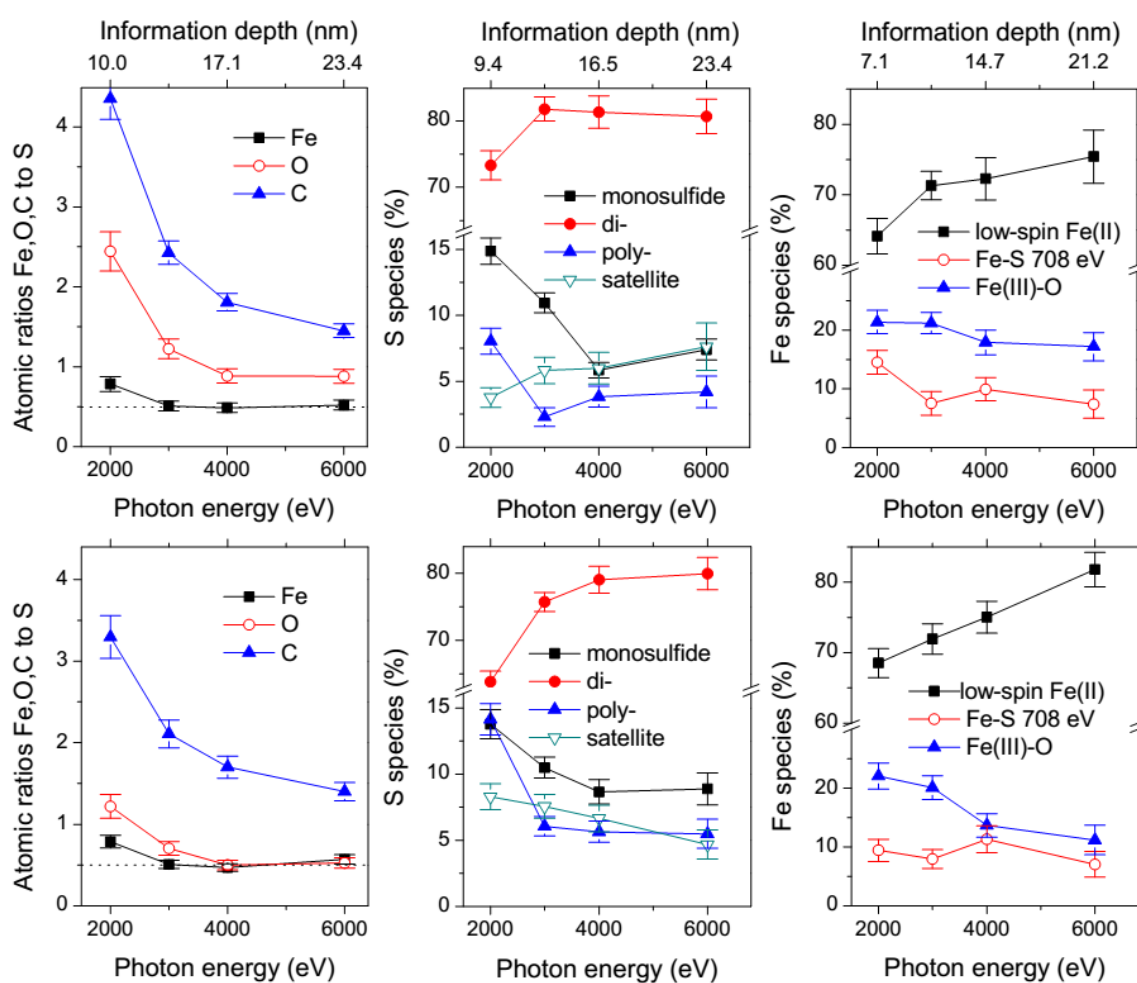 Information depth (nm)
10.0 17.1 23.4
Atomic ratios Fe,O,C to S
4
3
2
1
0
Fe
O
C
2000 4000 6000
Photon energy (eV)
Information depth (nm)
9.4 16.5 23.4
S species (%)
80
70
15
10
5
0
monosulfide
di-
poly-
satellite
2000 4000 6000
Photon energy (eV)
Information depth (nm)
7.1 14.7 21.2
Fe species (%)
80
70
60
20
10
0
low-spin Fe(II)
Fe-S 708 eV
Fe(III)-O
2000 4000 6000
Photon energy (eV)
Atomic ratios Fe,O,C to S
4
3
2
1
0
Fe
O
C
2000 4000 6000
Photon energy (eV)
S species (%)
80
70
15
10
5
0
monosulfide
di-
poly-
satellite
2000 4000 6000
Photon energy (eV)
Fe species (%)
80
70
60
20
10
0
low-spin Fe(II)
Fe-S 708 eV
Fe(III)-O
2000 4000 6000
Photon energy (eV)